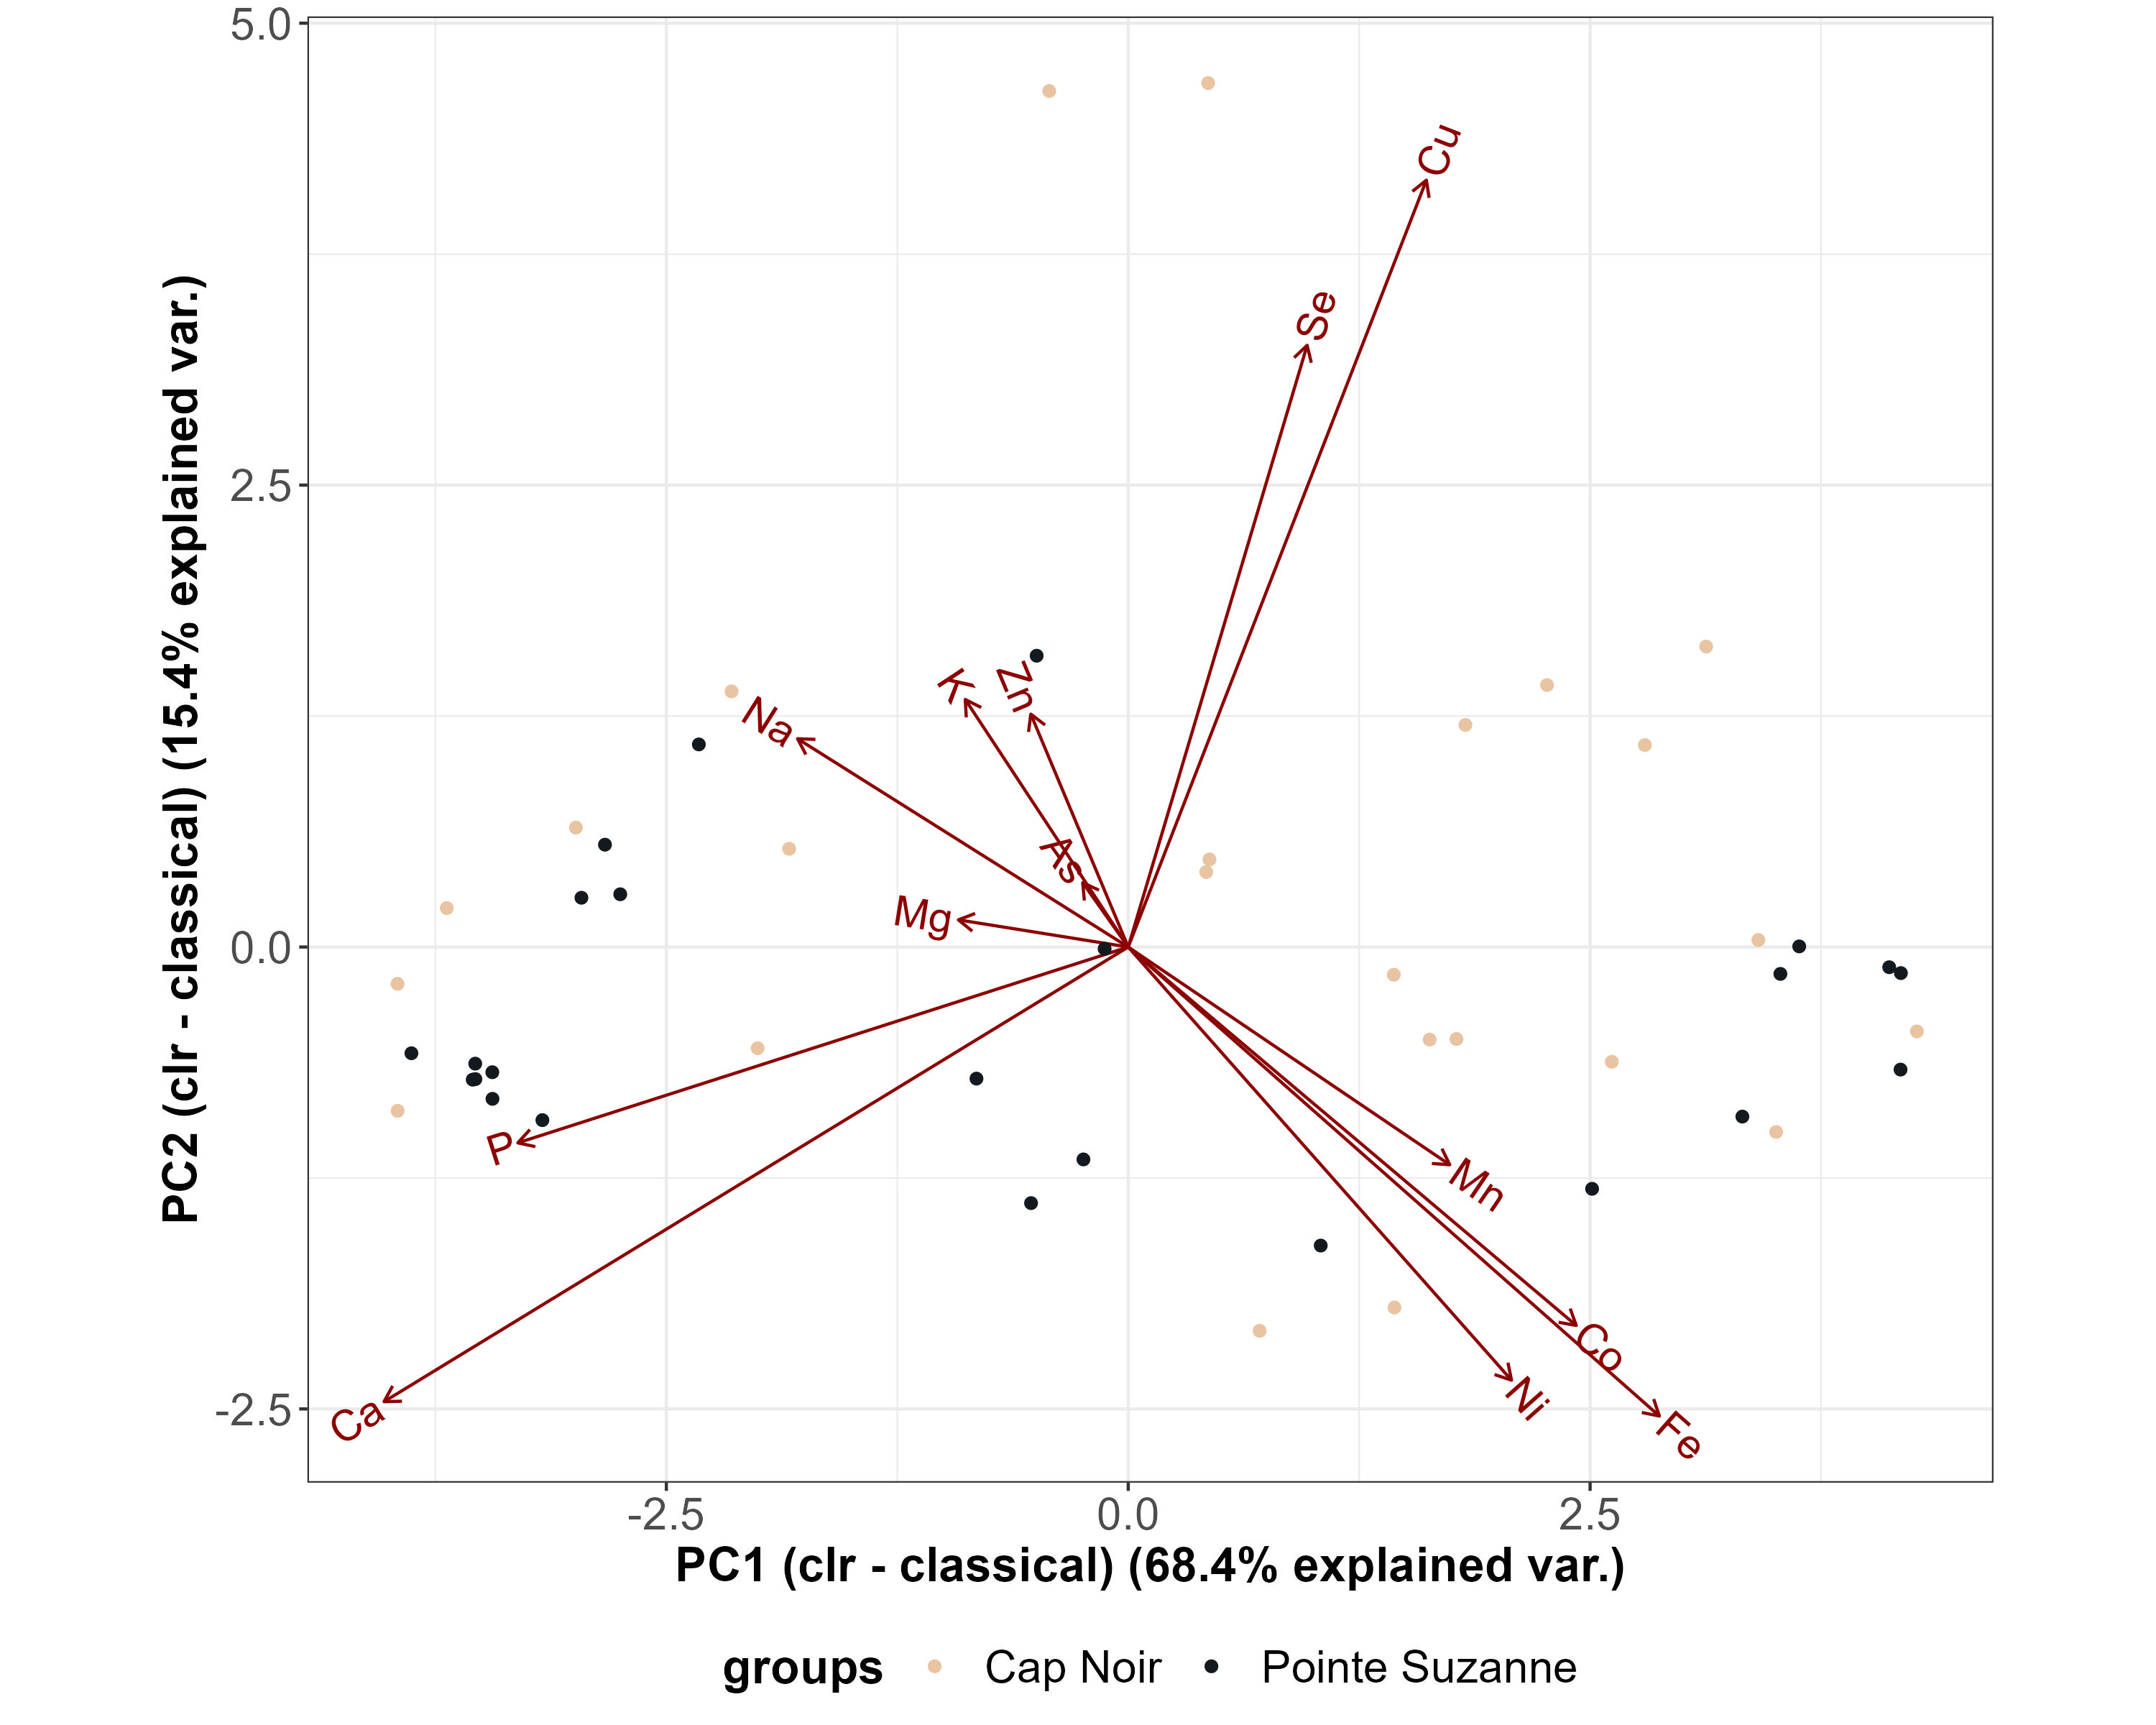 5.0
2.5
0.0
-2.5
PC2 (clr - classical) (15.4% explained var.)
Cu
Se
K
Zn
Na
As
Mg
P
Mn
Co
Ni
Fe
Ca
-2.5
0.0
2.5
PC1 (clr - classical) (68.4% explained var.)
groups Cap Noir Pointe Suzanne